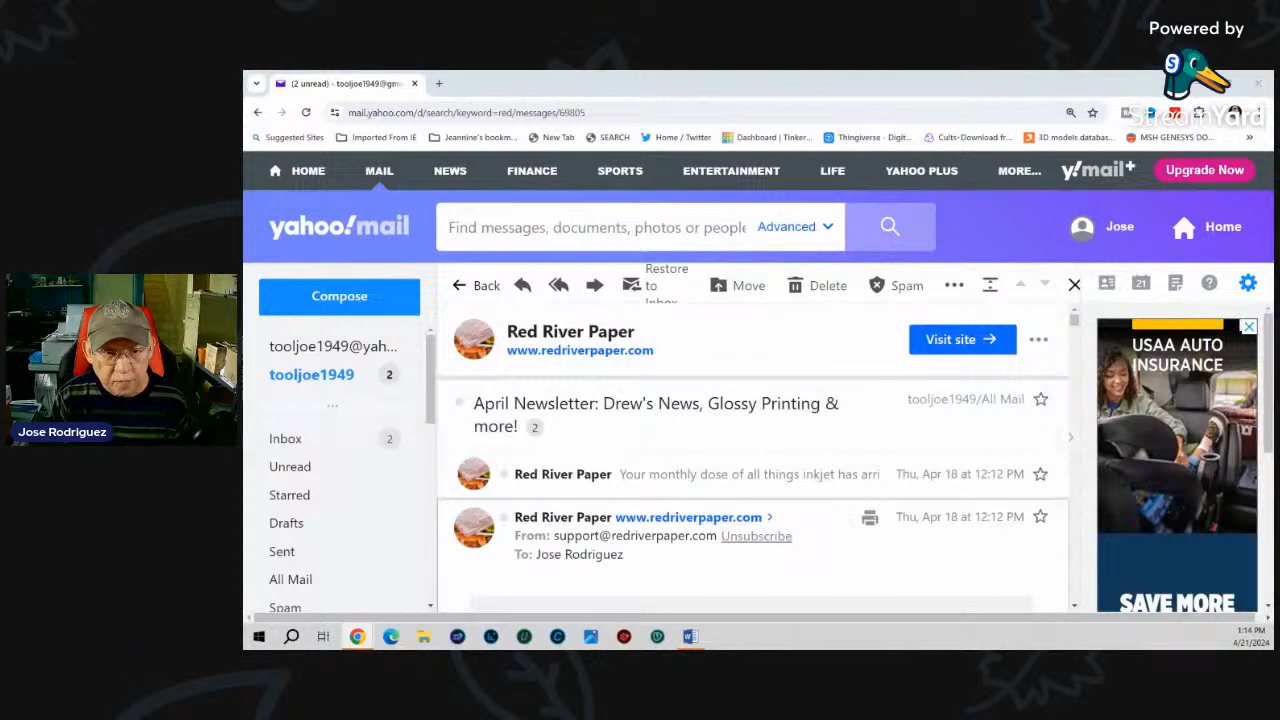 Powered by
S
StreamYard
(2 unread) - tooljoe1949@gm
mail.yahoo.com/d/search/keyword=red/messages/69805
Suggested Sites Imported From IE Jeannine's bookm... New Tab SEARCH Home / Twitter Dashboard | Tinker... Thingiverse - Digit... Cults-Download fr... 3D models databas... MSH GENESYS DO... »
HOME MAIL NEWS FINANCE SPORTS ENTERTAINMENT LIFE YAHOO PLUS MORE... y!mail+ Upgrade Now
yahoo!mail Find messages, documents, photos or people Advanced Jose Home
Compose
Back Restore to Inbox Move Delete Spam ••• 21
tooljoe1949@yah...
tooljoe1949 2
...
Inbox 2
Unread
Starred
Drafts
Sent
All Mail
Spam
Red River Paper
www.redriverpaper.com
Visit site →
April Newsletter: Drew's News, Glossy Printing &
more! 2
tooljoe1949/All Mail
Red River Paper Your monthly dose of all things inkjet has arri Thu, Apr 18 at 12:12 PM
Red River Paper www.redriverpaper.com > Thu, Apr 18 at 12:12 PM
From: support@redriverpaper.com Unsubscribe
To: Jose Rodriguez
USAA AUTO
INSURANCE
SAVE MORE
1:14 PM
4/21/2024
Jose Rodriguez